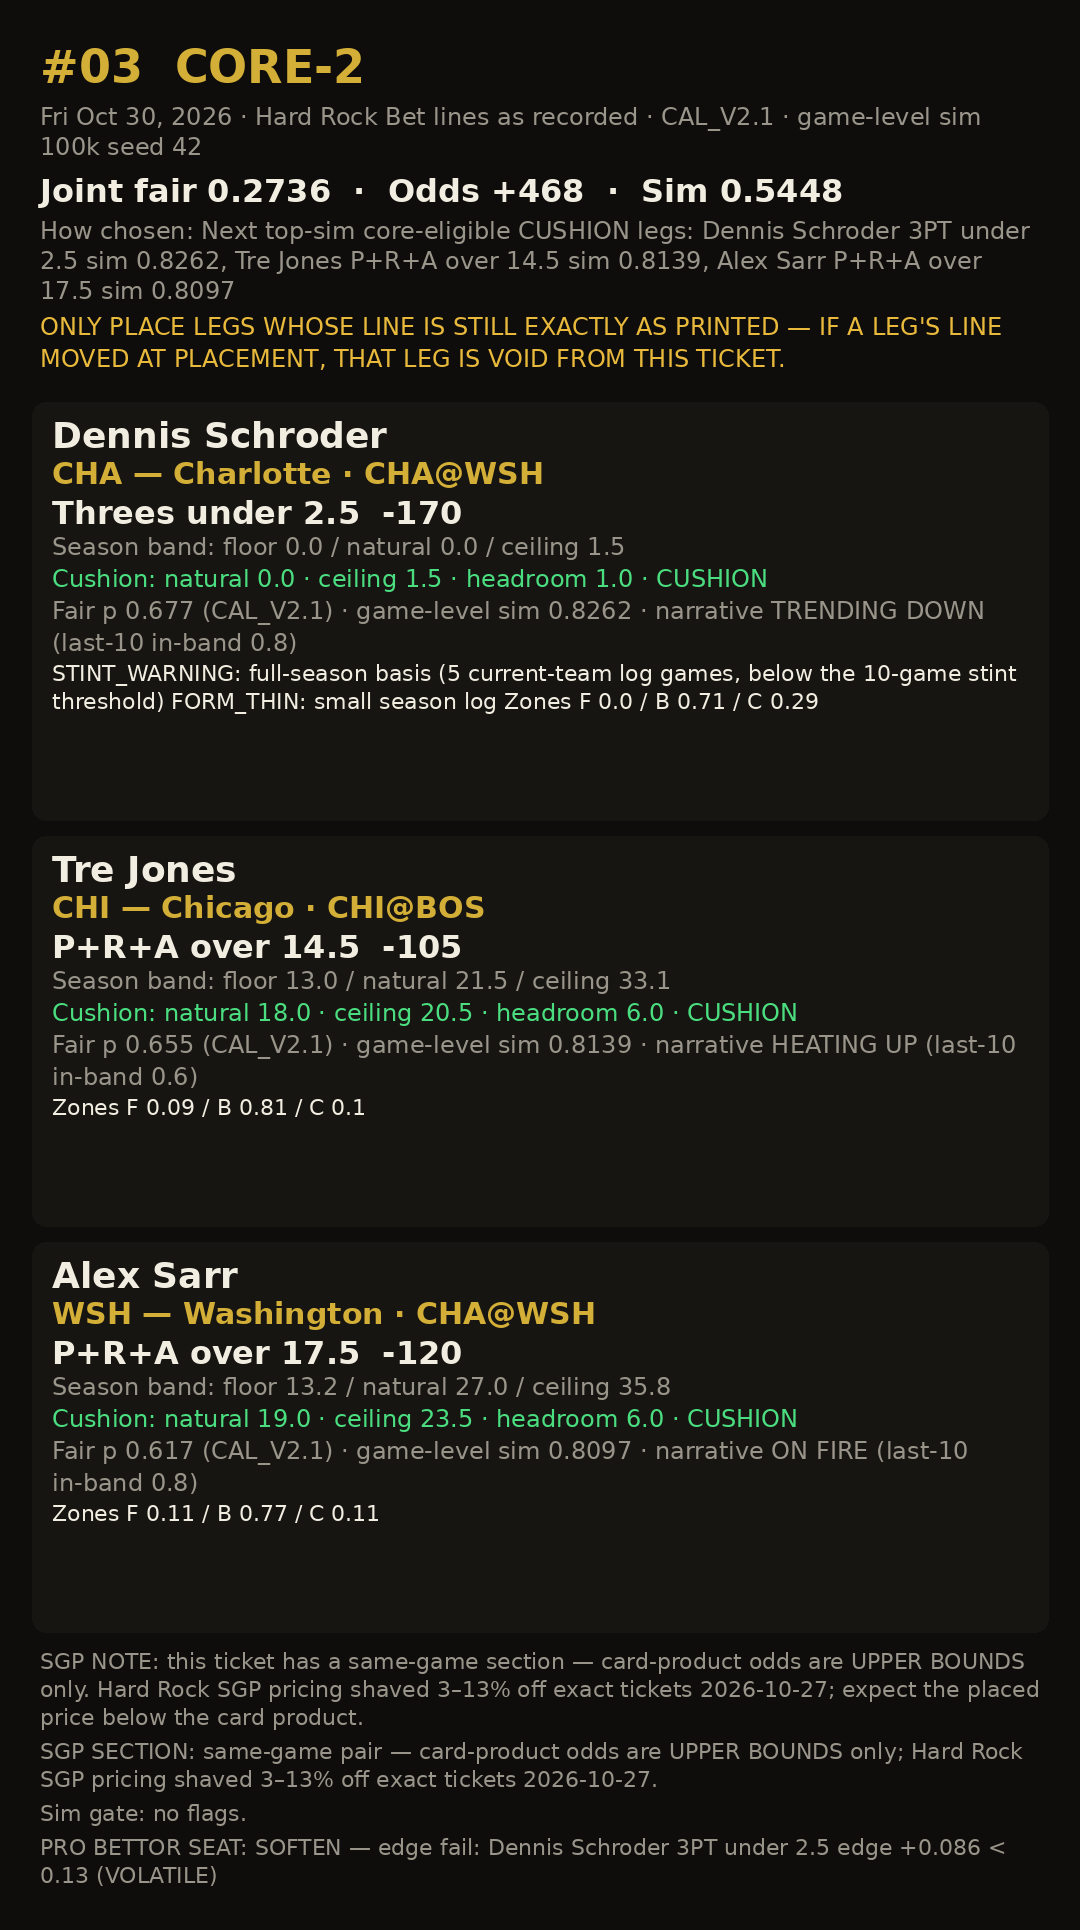 #03 CORE-2
Fri Oct 30, 2026 · Hard Rock Bet lines as recorded · CAL_V2.1 · game-level sim
100k seed 42
Joint fair 0.2736 · Odds +468 · Sim 0.5448
How chosen: Next top-sim core-eligible CUSHION legs: Dennis Schroder 3PT under
2.5 sim 0.8262, Tre Jones P+R+A over 14.5 sim 0.8139, Alex Sarr P+R+A over
17.5 sim 0.8097
ONLY PLACE LEGS WHOSE LINE IS STILL EXACTLY AS PRINTED — IF A LEG'S LINE
MOVED AT PLACEMENT, THAT LEG IS VOID FROM THIS TICKET.
Dennis Schroder
CHA — Charlotte · CHA@WSH
Threes under 2.5 -170
Season band: floor 0.0 / natural 0.0 / ceiling 1.5
Cushion: natural 0.0 · ceiling 1.5 · headroom 1.0 · CUSHION
Fair p 0.677 (CAL_V2.1) · game-level sim 0.8262 · narrative TRENDING DOWN
(last-10 in-band 0.8)
STINT_WARNING: full-season basis (5 current-team log games, below the 10-game stint
threshold) FORM_THIN: small season log Zones F 0.0 / B 0.71 / C 0.29
Tre Jones
CHI — Chicago · CHI@BOS
P+R+A over 14.5 -105
Season band: floor 13.0 / natural 21.5 / ceiling 33.1
Cushion: natural 18.0 · ceiling 20.5 · headroom 6.0 · CUSHION
Fair p 0.655 (CAL_V2.1) · game-level sim 0.8139 · narrative HEATING UP (last-10
in-band 0.6)
Zones F 0.09 / B 0.81 / C 0.1
Alex Sarr
WSH — Washington · CHA@WSH
P+R+A over 17.5 -120
Season band: floor 13.2 / natural 27.0 / ceiling 35.8
Cushion: natural 19.0 · ceiling 23.5 · headroom 6.0 · CUSHION
Fair p 0.617 (CAL_V2.1) · game-level sim 0.8097 · narrative ON FIRE (last-10
in-band 0.8)
Zones F 0.11 / B 0.77 / C 0.11
SGP NOTE: this ticket has a same-game section — card-product odds are UPPER BOUNDS
only. Hard Rock SGP pricing shaved 3–13% off exact tickets 2026-10-27; expect the placed
price below the card product.
SGP SECTION: same-game pair — card-product odds are UPPER BOUNDS only; Hard Rock
SGP pricing shaved 3–13% off exact tickets 2026-10-27.
Sim gate: no flags.
PRO BETTOR SEAT: SOFTEN — edge fail: Dennis Schroder 3PT under 2.5 edge +0.086 <
0.13 (VOLATILE)